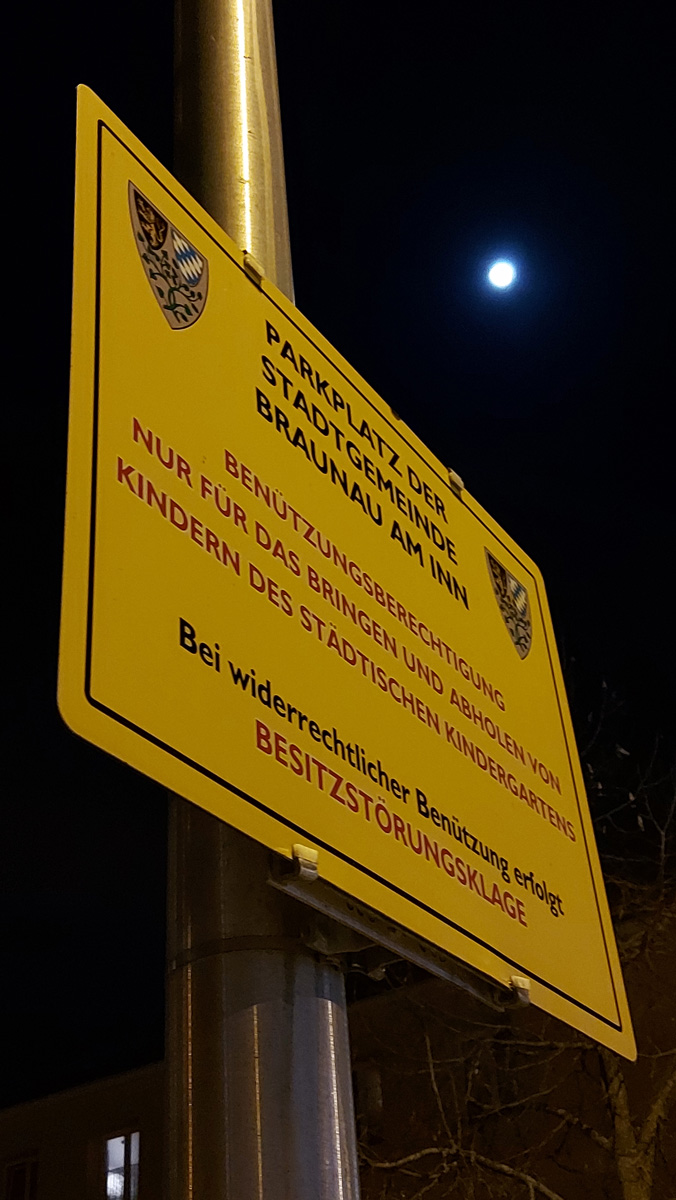 PARKPLATZ DER
STADTGEMEINDE
BRAUNAU AM INN
BENÜTZUNGSBERECHTIGUNG
NUR FÜR DAS BRINGEN UND ABHOLEN VON
KINDERN DES STÄDTISCHEN KINDERGARTENS
Bei widerrechtlicher Benützung erfolgt
BESITZSTÖRUNGSKLAGE